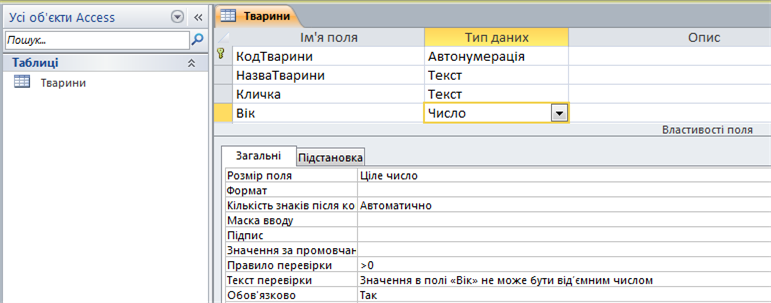 Усі об'єкти Access
Пошук...
Таблиці
Тварини
Тварини
Ім'я поля Тип даних Опис
КодТварини Автонумерація
НазваТварини Текст
Кличка Текст
Вік Число
Властивості поля
Загальні Підстановка
Розмір поля Ціле число
Формат
Кількість знаків після ко Автоматично
Маска вводу
Підпис
Значення за промовчан
Правило перевірки >0
Текст перевірки Значення в полі «Вік» не може бути від'ємним числом
Обов'язково Так